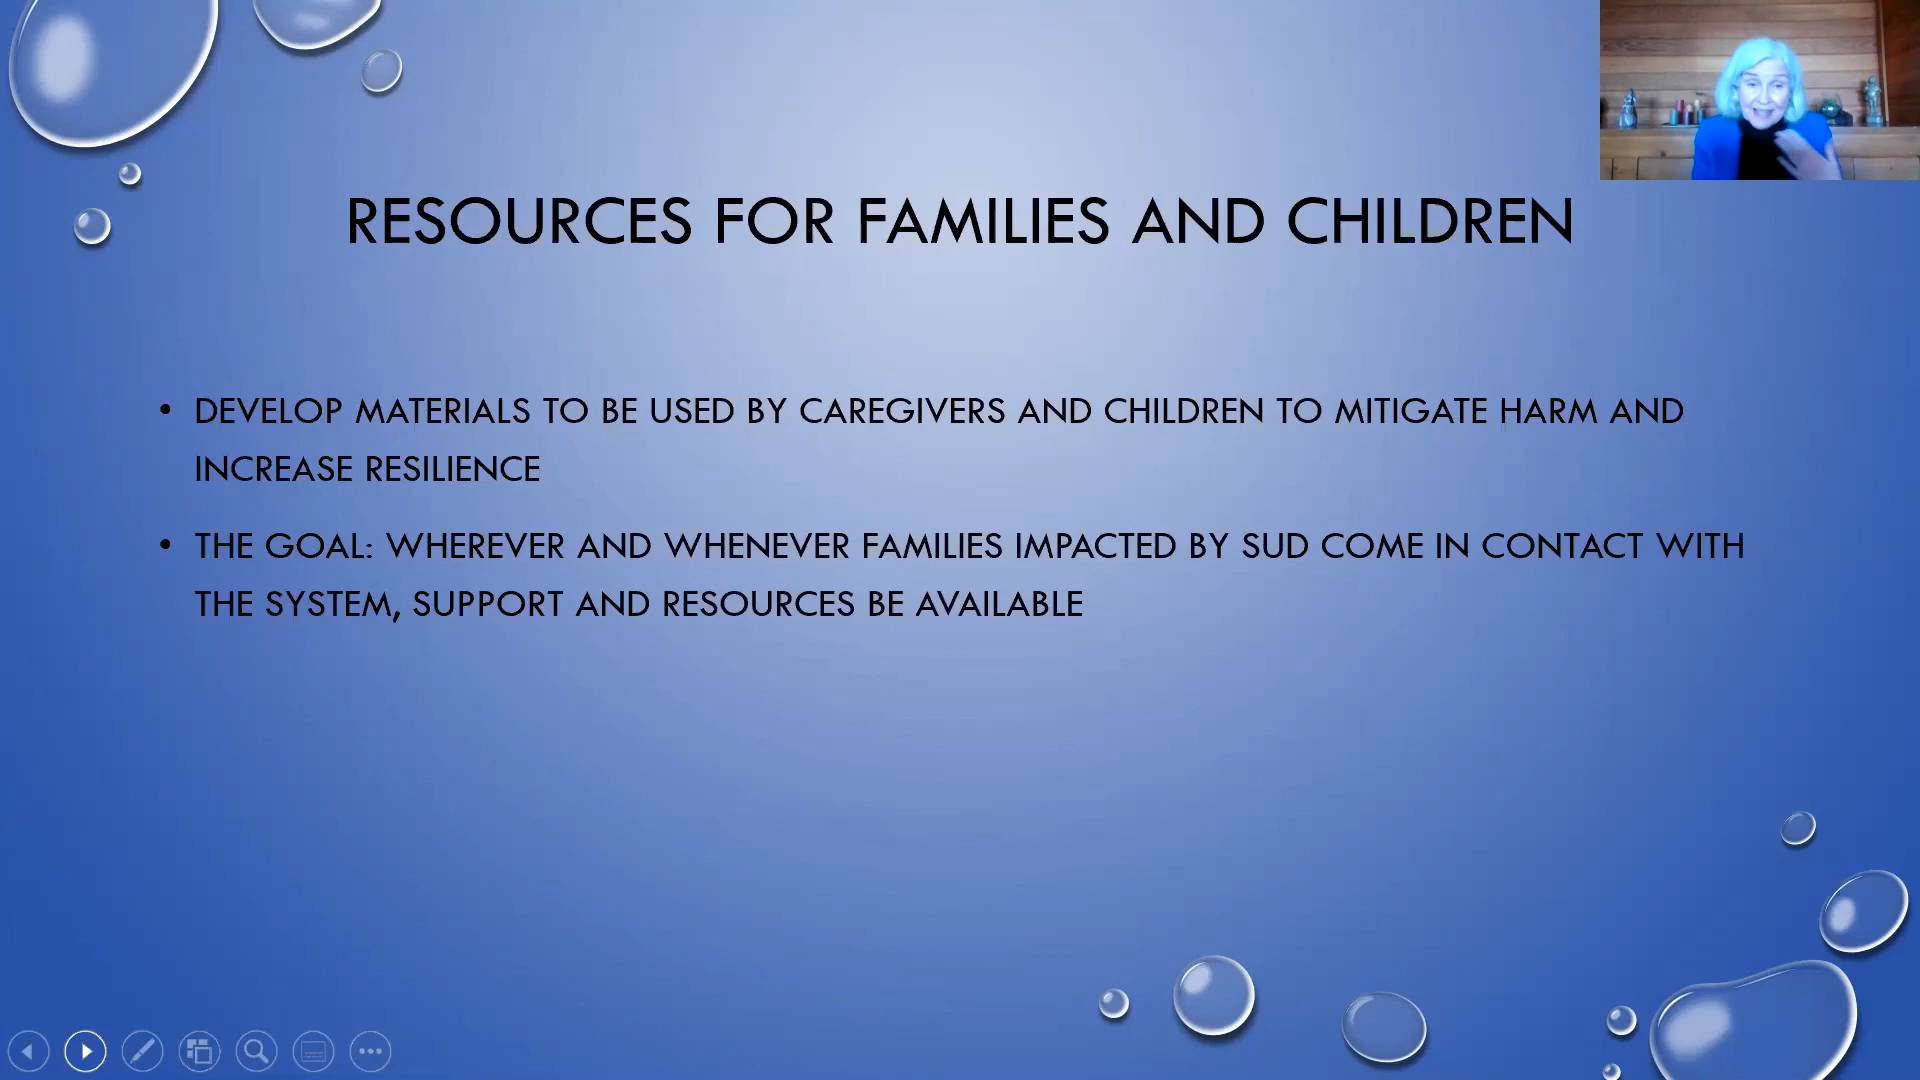 RESOURCES FOR FAMILIES AND CHILDREN
• DEVELOP MATERIALS TO BE USED BY CAREGIVERS AND CHILDREN TO MITIGATE HARM AND
INCREASE RESILIENCE
• THE GOAL: WHEREVER AND WHENEVER FAMILIES IMPACTED BY SUD COME IN CONTACT WITH
THE SYSTEM, SUPPORT AND RESOURCES BE AVAILABLE